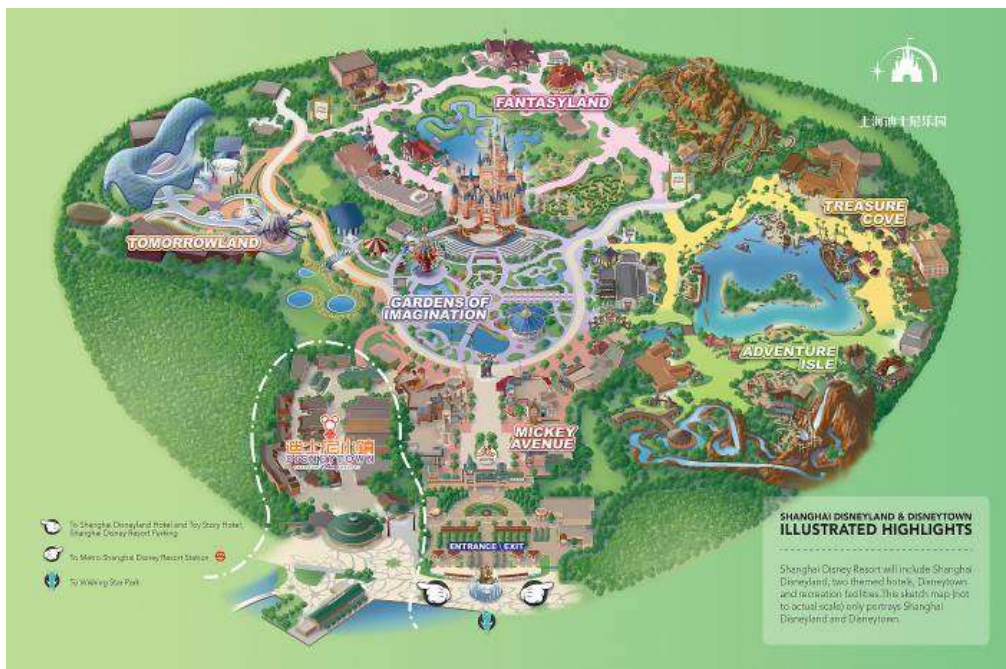 FANTASYLAND
上海迪士尼乐园
TREASURE
COVE
TOMORROWLAND
GARDENS OF
IMAGINATION
ADVENTURE
ISLE
迪士尼小镇
DISNEYTOWN
MICKEY
AVENUE
ENTRANCE \ EXIT
To Shanghai Disneyland Hotel and Toy Story Hotel,
Shanghai Disney Resort Parking
To Metro Shanghai Disney Resort Station
To Wishing Star Park
SHANGHAI DISNEYLAND & DISNEYTOWN
ILLUSTRATED HIGHLIGHTS
Shanghai Disney Resort will include Shanghai
Disneyland, two themed hotels, Disneytown
and recreation facilities. This sketch map (not
to actual scale) only portrays Shanghai
Disneyland and Disneytown.